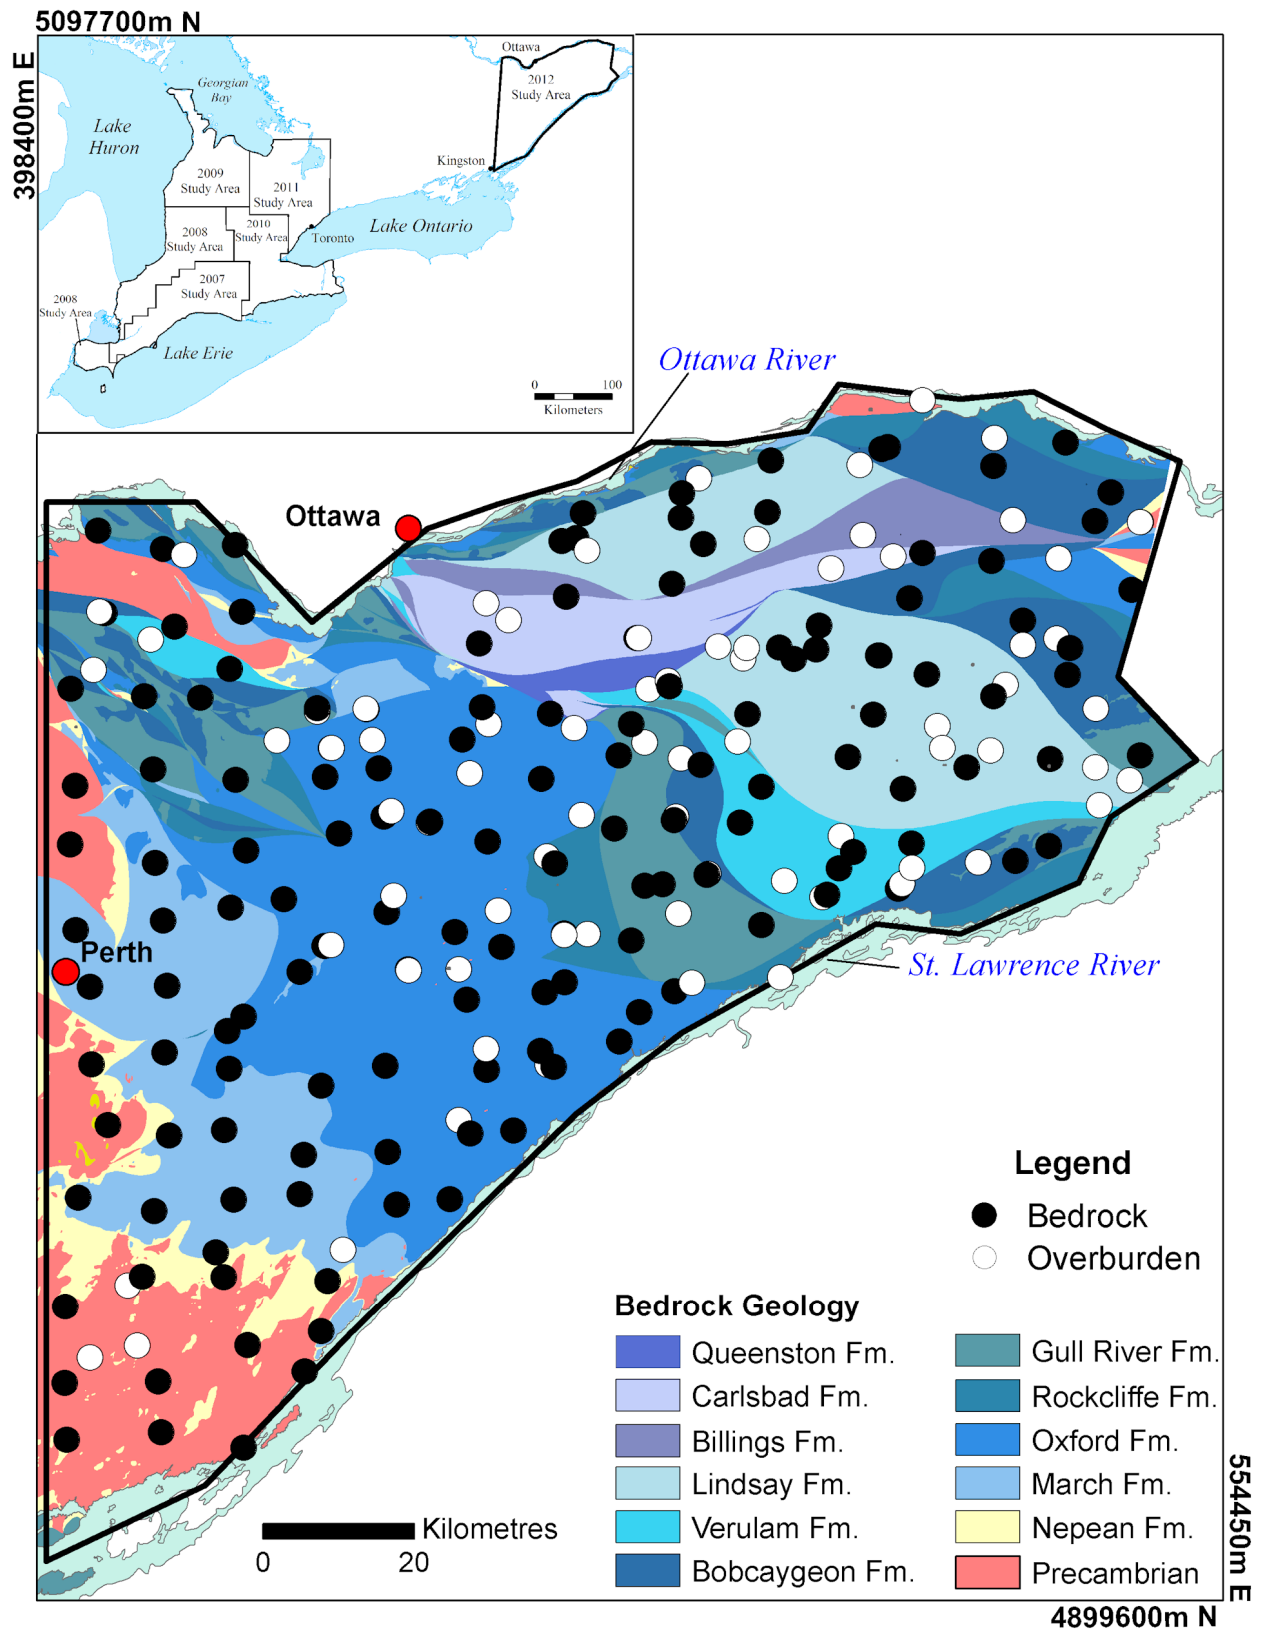 5097700m N
398400m E
Ottawa
2012
Study Area
Georgian
Bay
Lake
Huron
Kingston
2009
Study Area
2011
Study Area
2008
Study Area
2010
Study Area
Toronto
Lake Ontario
2007
Study Area
2008
Study Area
Lake Erie
0 100
Kilometers
Ottawa River
Ottawa
Perth
St. Lawrence River
Legend
Bedrock
Overburden
Bedrock Geology
Queenston Fm.
Carlsbad Fm.
Billings Fm.
Lindsay Fm.
Verulam Fm.
Bobcaygeon Fm.
Gull River Fm.
Rockcliffe Fm.
Oxford Fm.
March Fm.
Nepean Fm.
Precambrian
Kilometres
0 20
554450m E
4899600m N